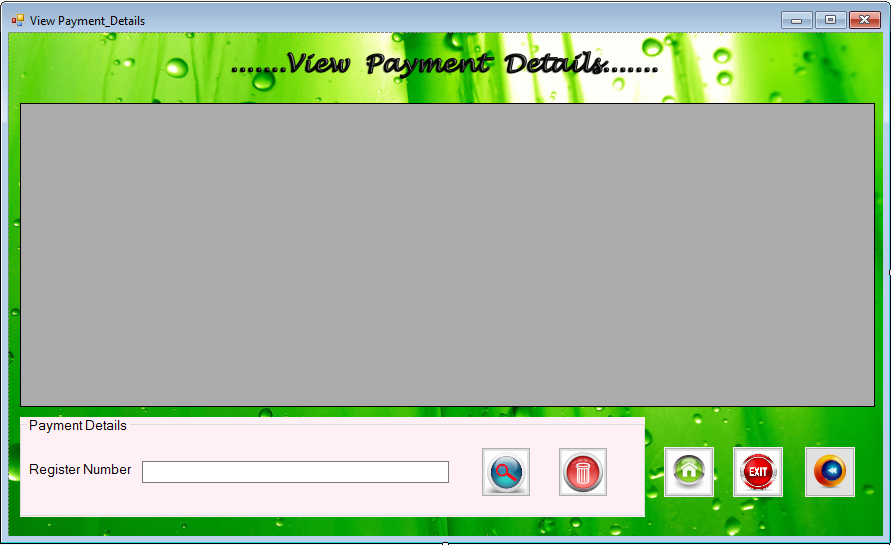 View Payment_Details
.......View Payment Details.......
Payment Details
Register Number
EXIT